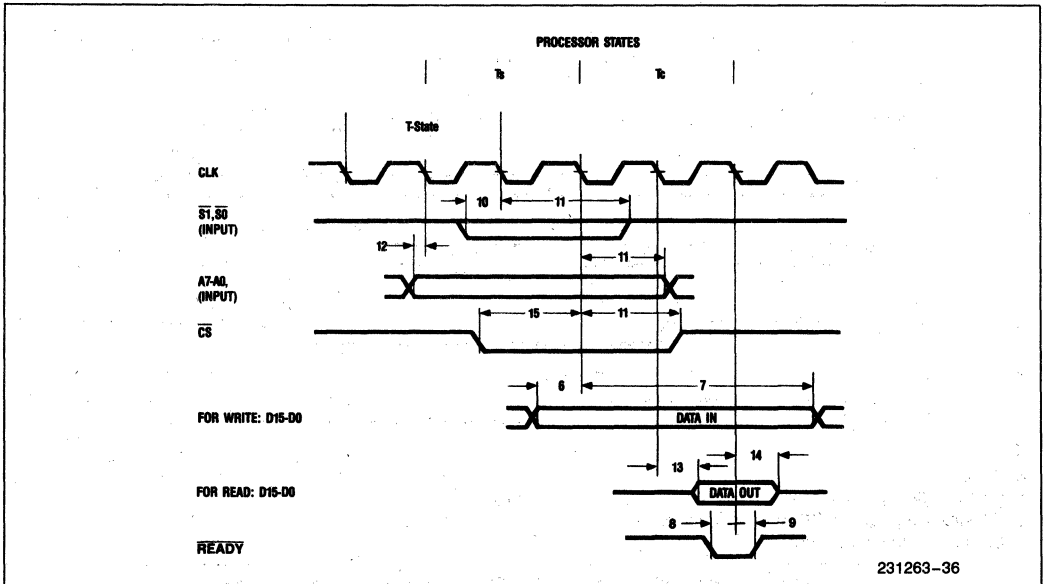 PROCESSOR STATES
Ts
Tc
T-State
CLK
10
11
S1,S0
(INPUT)
12
11
A7-A0,
(INPUT)
15
11
CS
6
7
FOR WRITE: D15-D0
DATA IN
14
13
FOR READ: D15-D0
DATA OUT
8
9
READY
231263–36